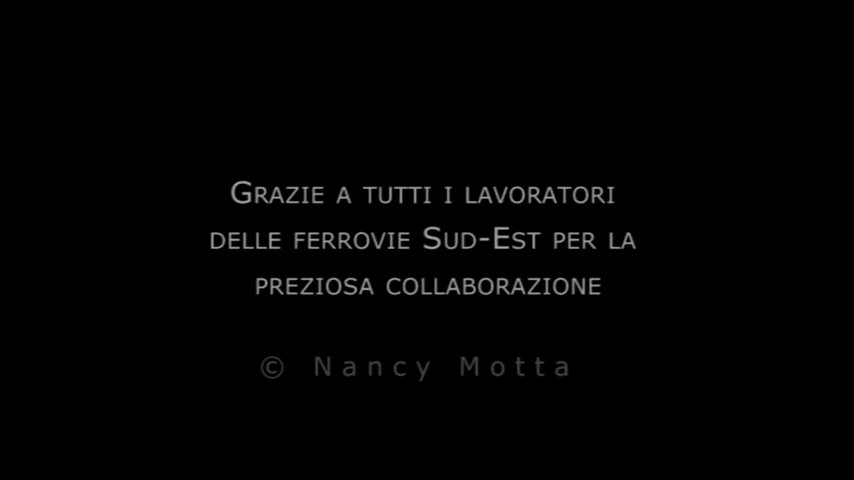 Grazie a tutti i lavoratori
delle ferrovie Sud-Est per la
preziosa collaborazione
© Nancy Motta